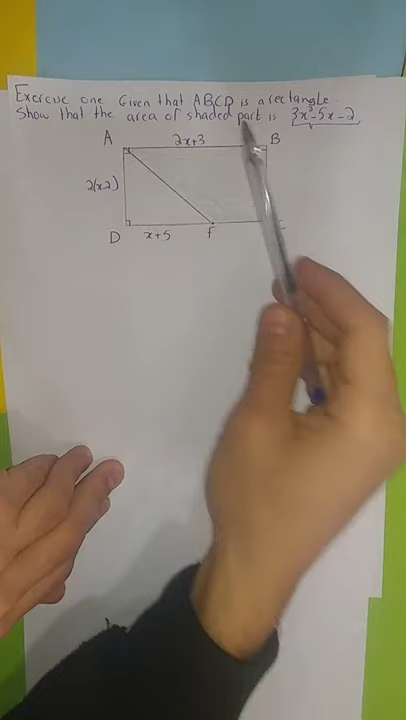 Exercise one Given that ABCD is a rectangle.
Show that the area of shaded part is 3x²-5x-2
A 2x+3 B
2(x-2)
D x+5 F